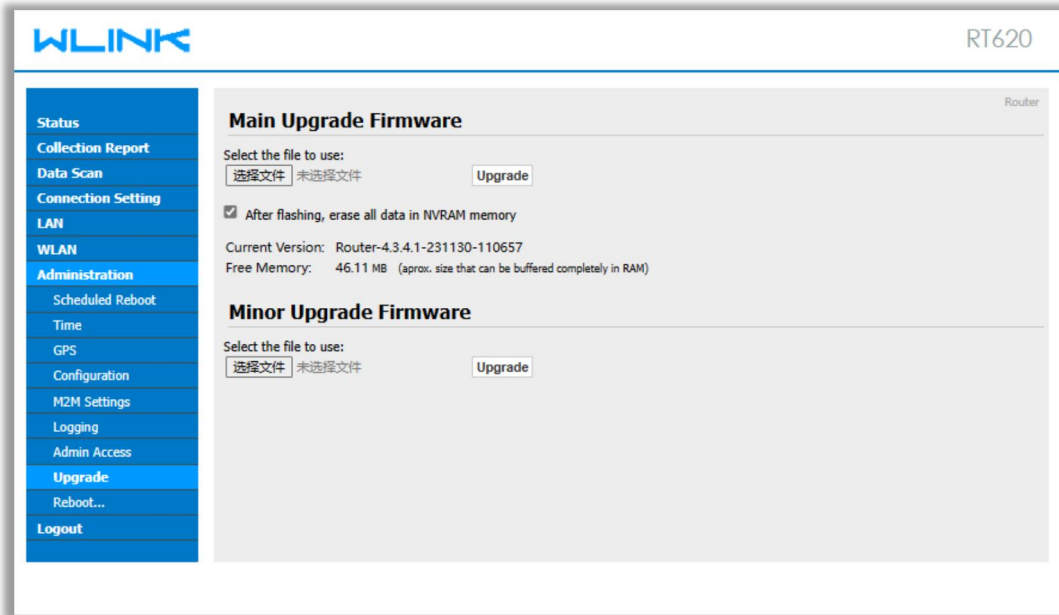 WLINK
RT620
Status
Collection Report
Data Scan
Connection Setting
LAN
WLAN
Administration
Scheduled Reboot
Time
GPS
Configuration
M2M Settings
Logging
Admin Access
Upgrade
Reboot...
Logout
Router
Main Upgrade Firmware
Select the file to use:
选择文件 未选择文件 Upgrade
After flashing, erase all data in NVRAM memory
Current Version: Router-4.3.4.1-231130-110657
Free Memory: 46.11 MB (aprox. size that can be buffered completely in RAM)
Minor Upgrade Firmware
Select the file to use:
选择文件 未选择文件 Upgrade